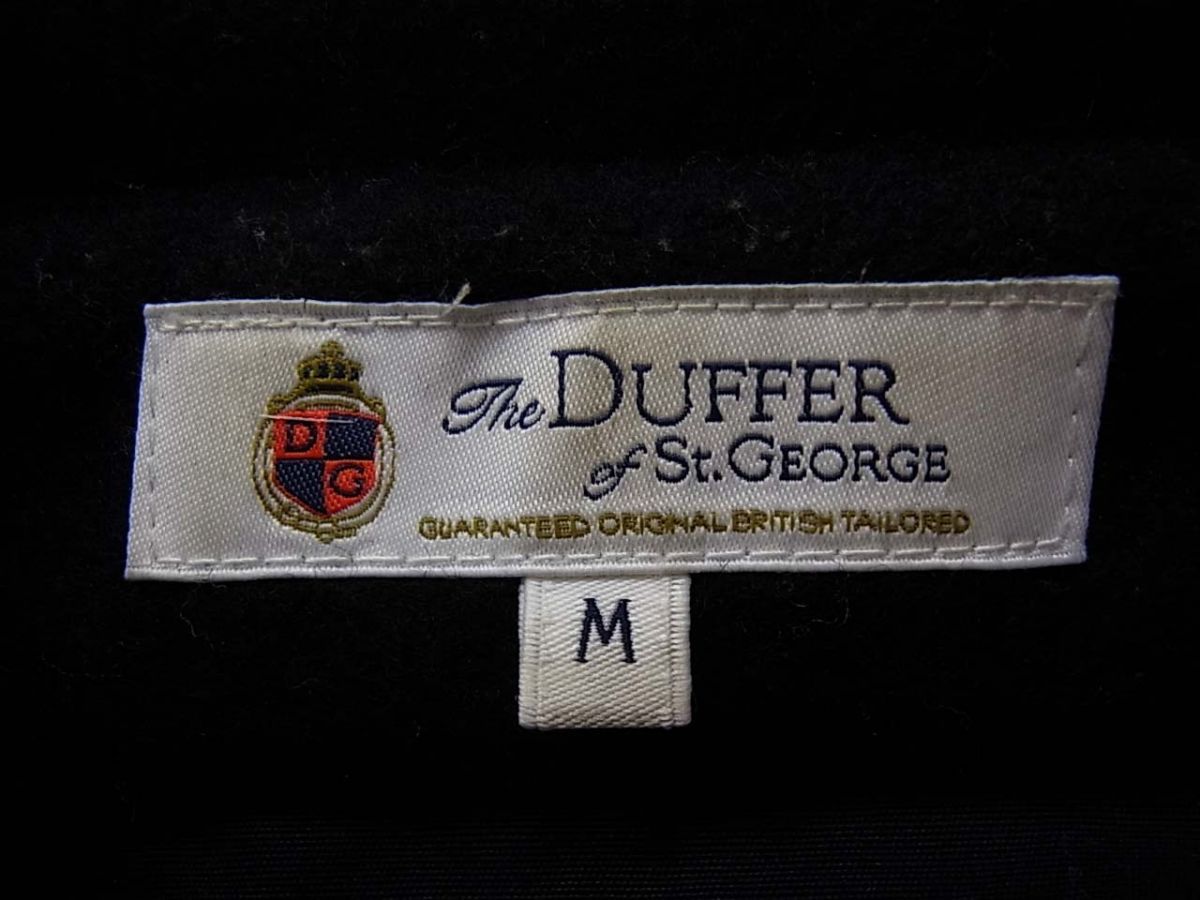 D
G
The DUFFER
of St. GEORGE
GUARANTEED ORIGINAL BRITISH TAILORED
M